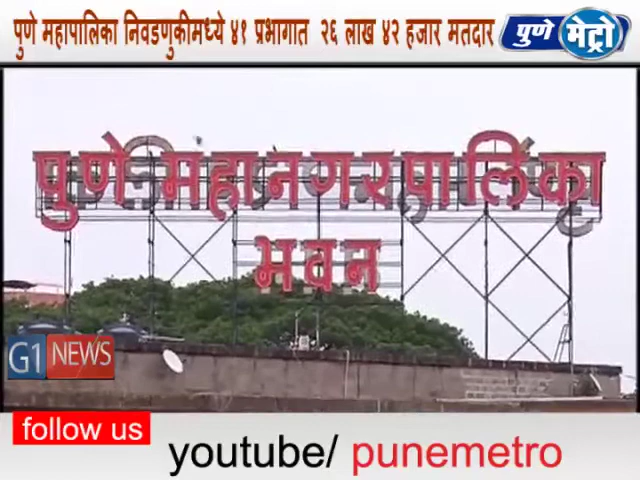 पुणे महापालिका निवडणुकीमध्ये ४१ प्रभागात २६ लाख ४२ हजार मतदार
पुणे मेट्रो
पुणे महानगरपालिका
भवन
G1 NEWS
follow us
youtube/ punemetro